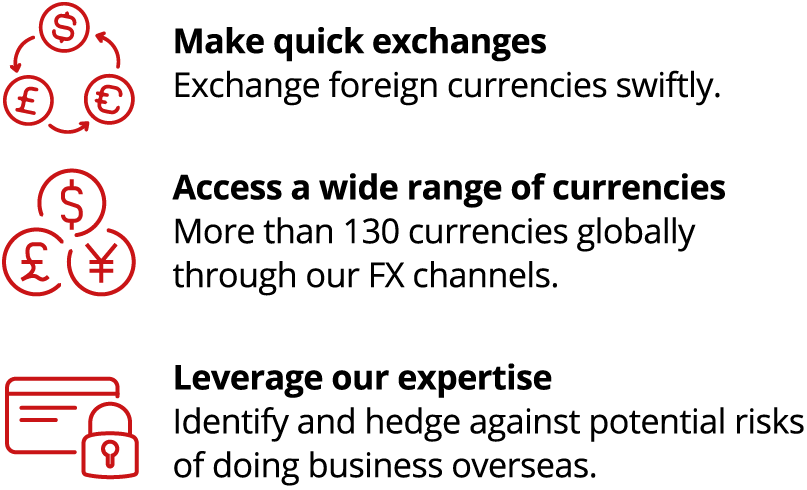 $
£ €
Make quick exchanges
Exchange foreign currencies swiftly.
$
£ ¥
Access a wide range of currencies
More than 130 currencies globally
through our FX channels.
Leverage our expertise
Identify and hedge against potential risks
of doing business overseas.